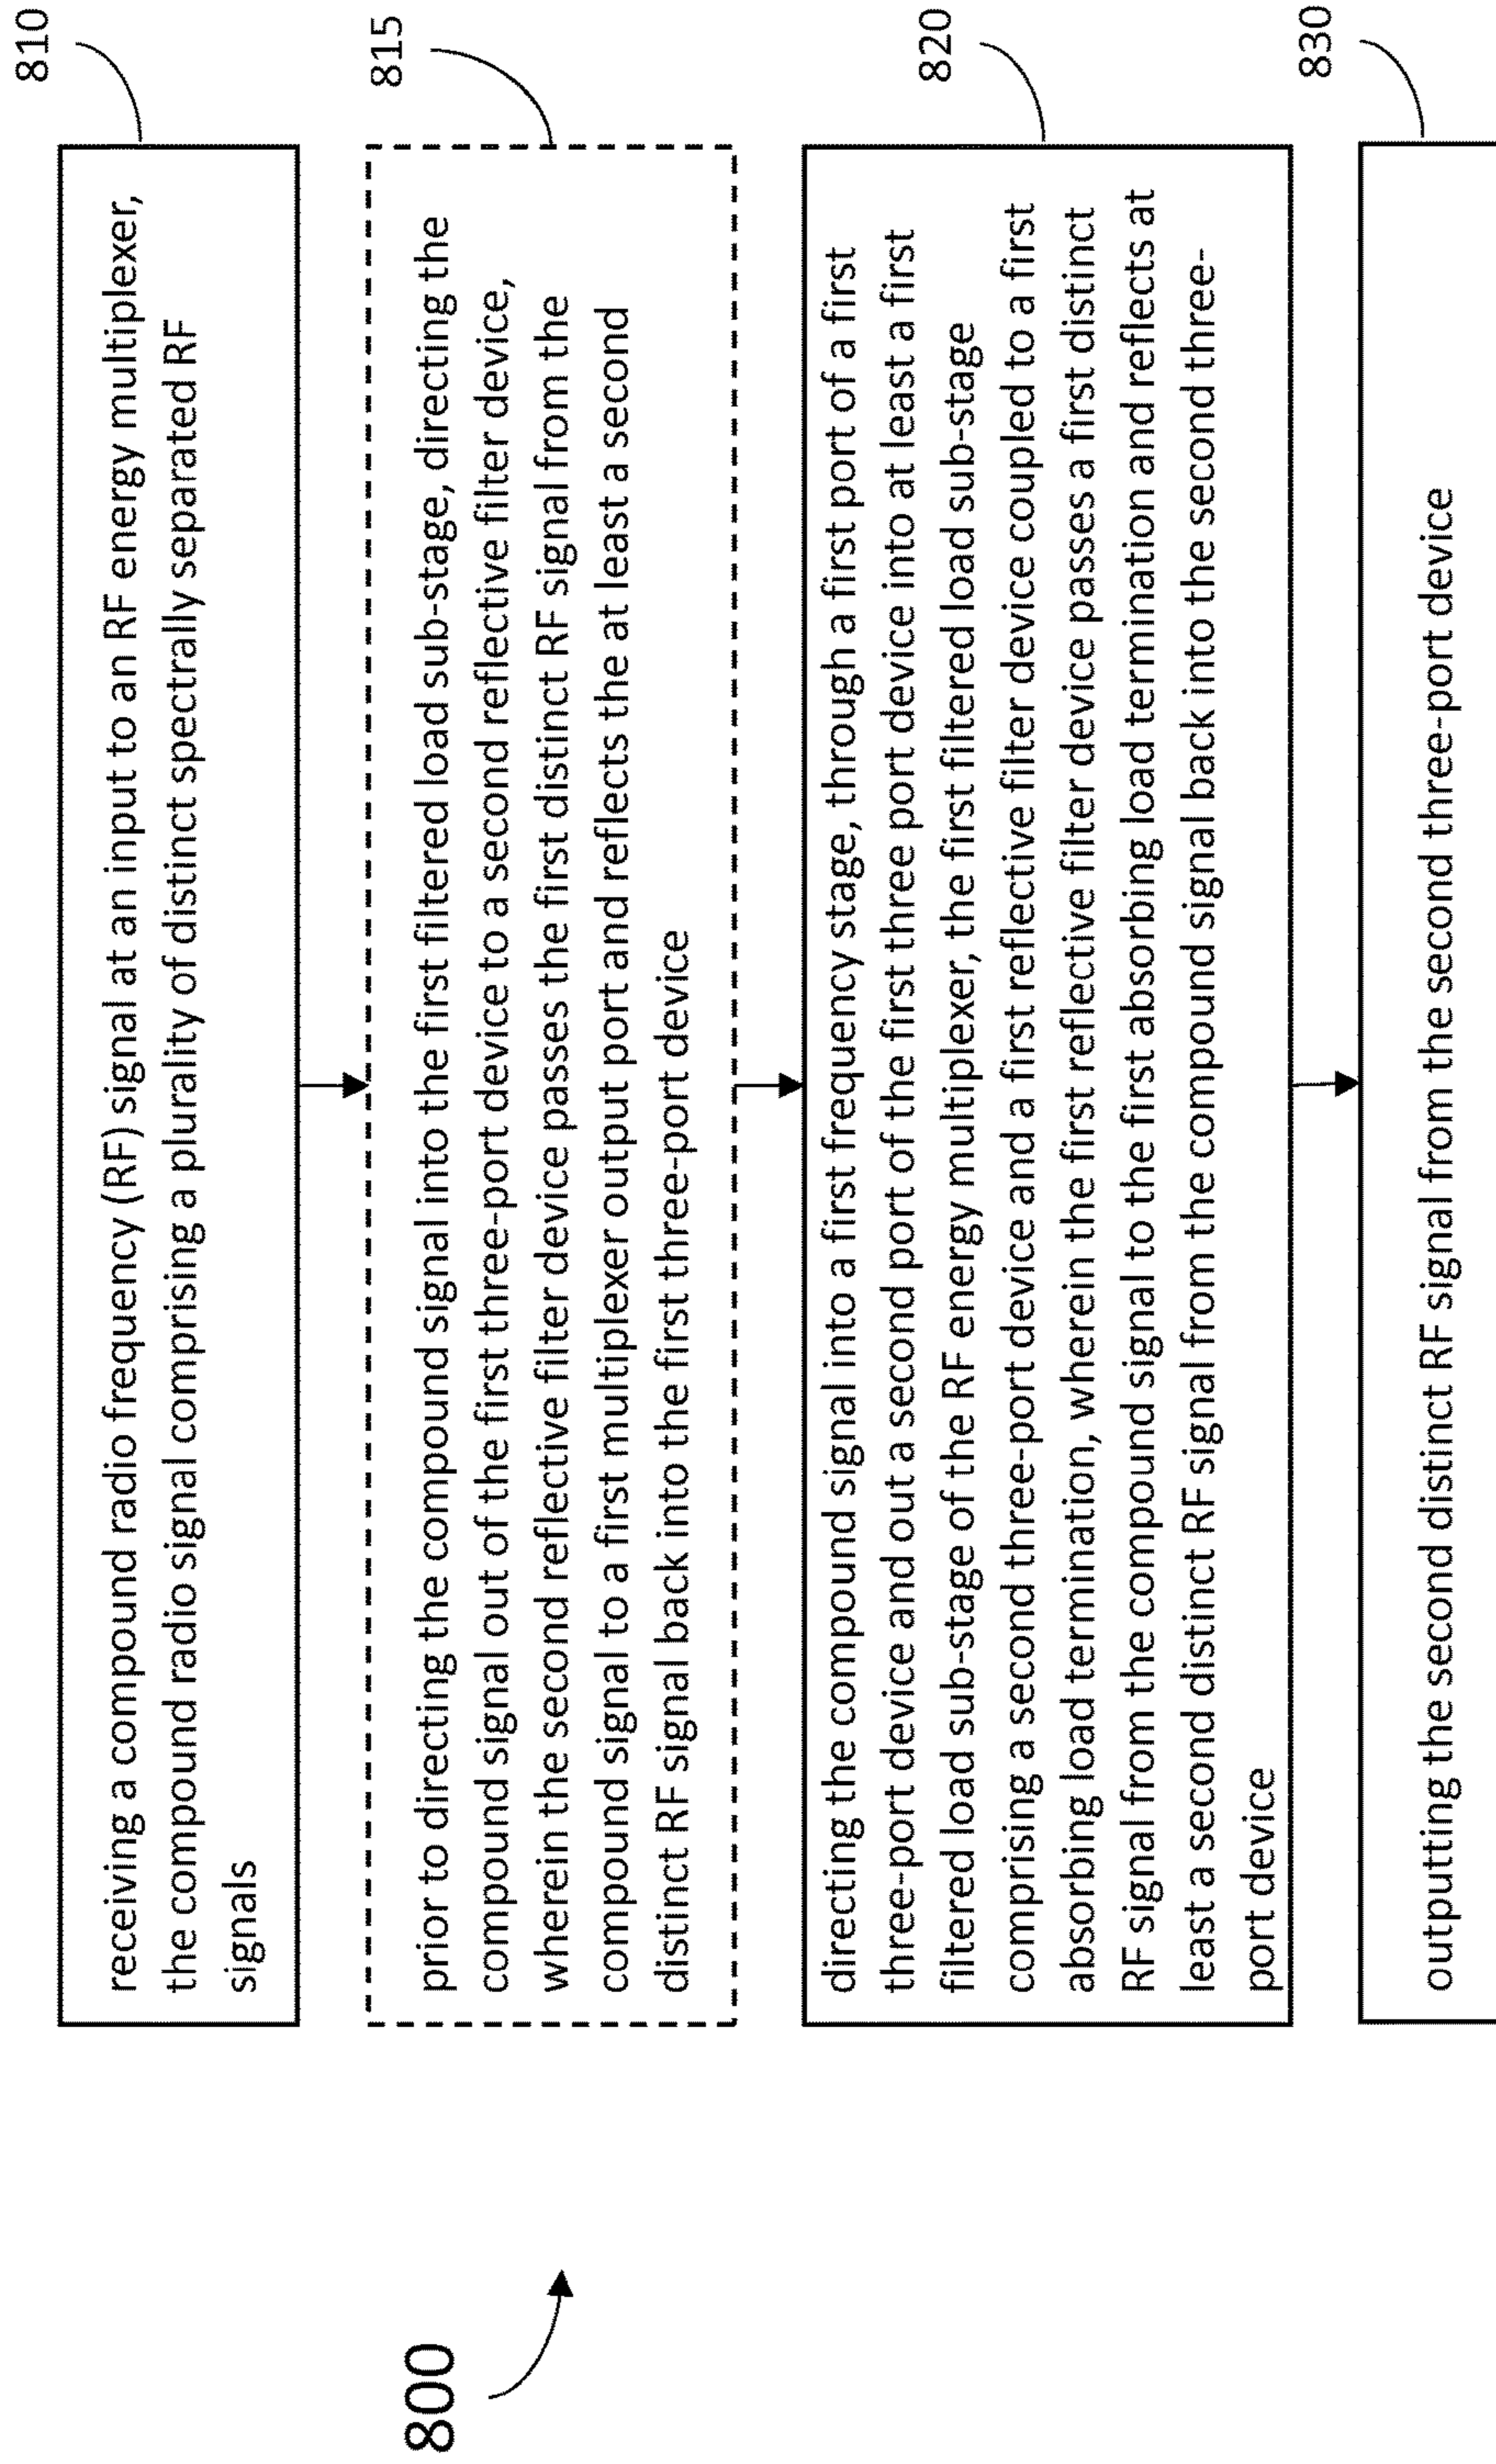 800
810
receiving a compound radio frequency (RF) signal at an input to an RF energy multiplexer,
the compound radio signal comprising a plurality of distinct spectrally separated RF
signals
815
prior to directing the compound signal into the first filtered load sub-stage, directing the
compound signal out of the first three-port device to a second reflective filter device,
wherein the second reflective filter device passes the first distinct RF signal from the
compound signal to a first multiplexer output port and reflects the at least a second
distinct RF signal back into the first three-port device
820
directing the compound signal into a first frequency stage, through a first port of a first
three-port device and out a second port of the first three port device into at least a first
filtered load sub-stage of the RF energy multiplexer, the first filtered load sub-stage
comprising a second three-port device and a first reflective filter device coupled to a first
absorbing load termination, wherein the first reflective filter device passes a first distinct
RF signal from the compound signal to the first absorbing load termination and reflects at
least a second distinct RF signal from the compound signal back into the second three-
port device
830
outputting the second distinct RF signal from the second three-port device